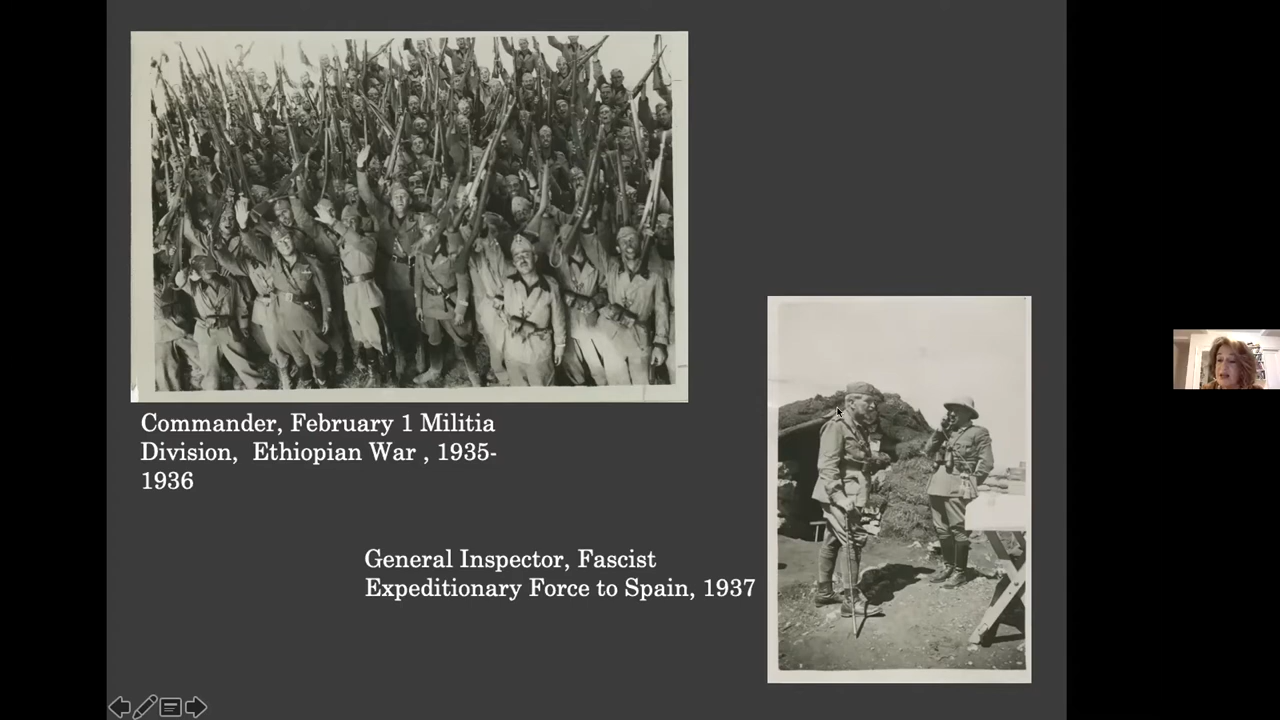 Commander, February 1 Militia
Division,  Ethiopian War , 1935-
1936
General Inspector, Fascist
Expeditionary Force to Spain, 1937